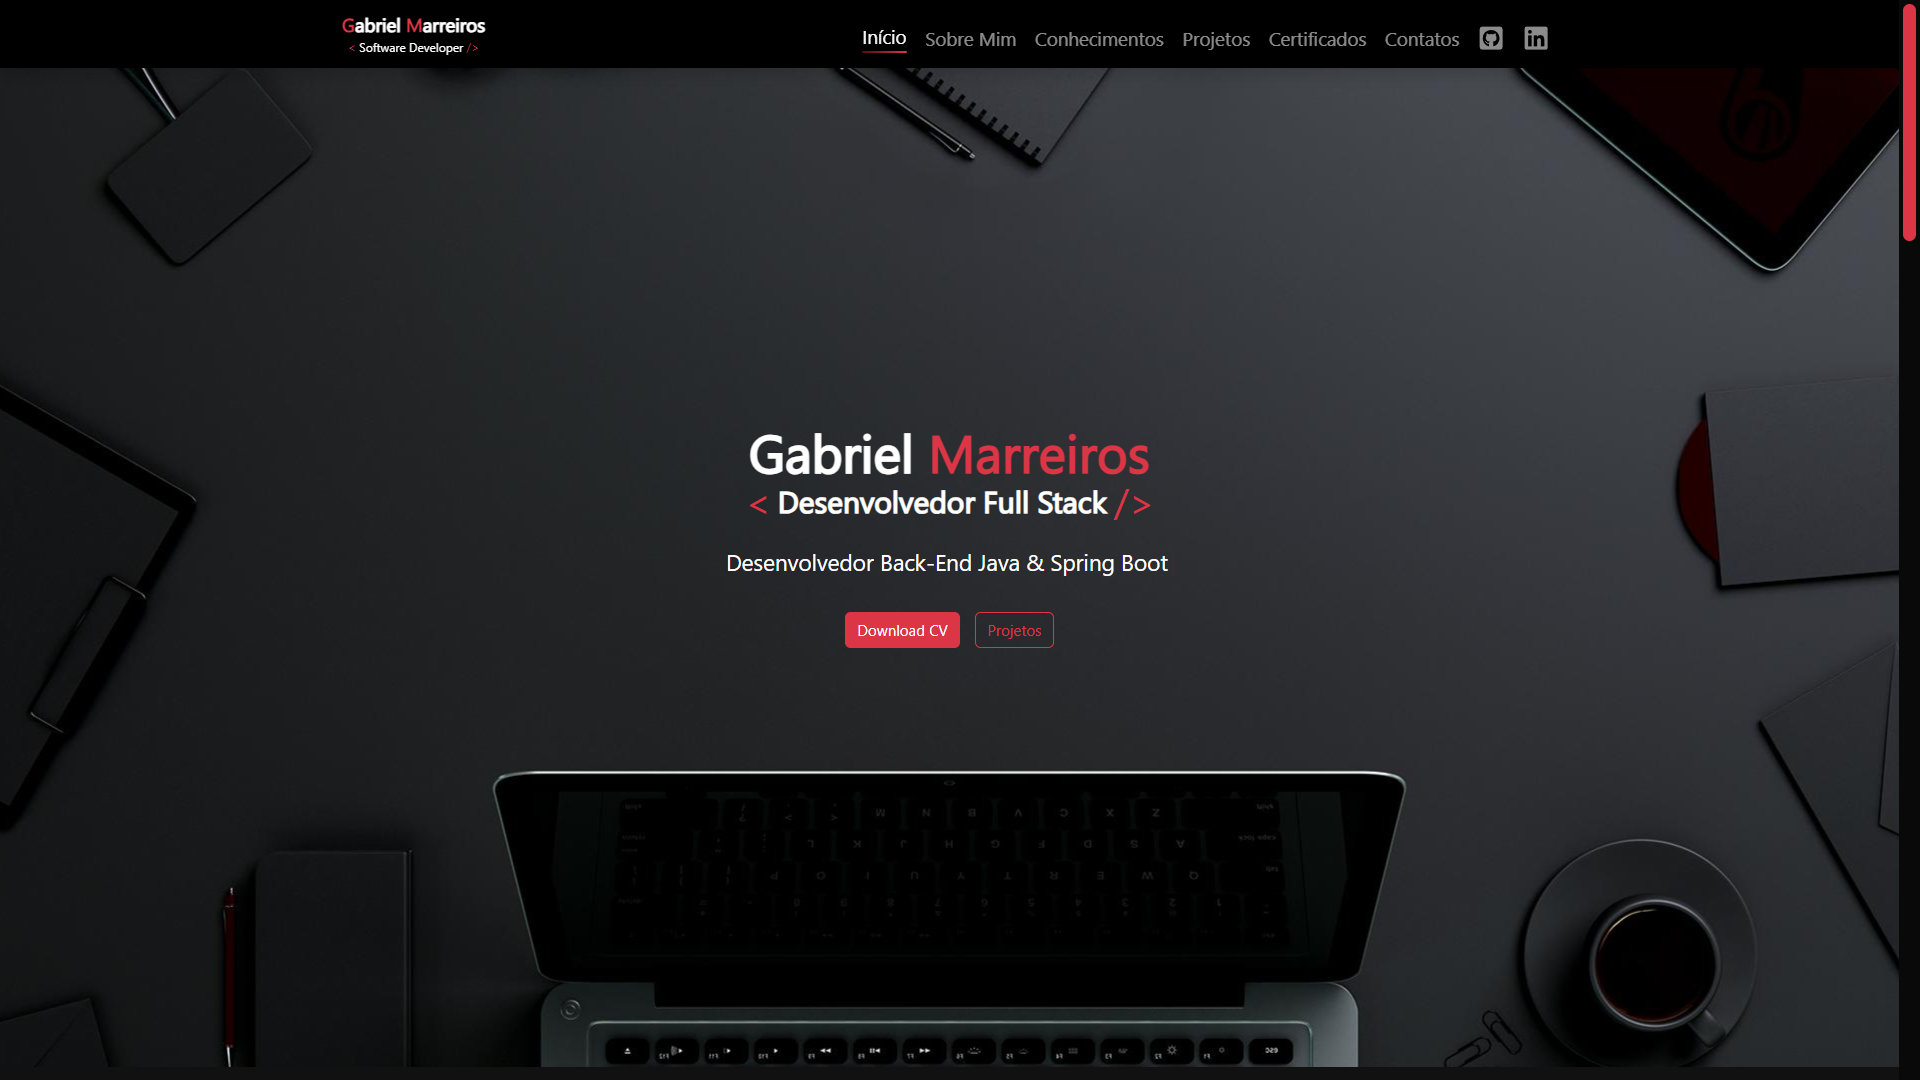 Gabriel Marreiros
< Software Developer />
Início Sobre Mim Conhecimentos Projetos Certificados Contatos in
Gabriel Marreiros
< Desenvolvedor Full Stack />
Desenvolvedor Back-End Java & Spring Boot
Download CV Projetos